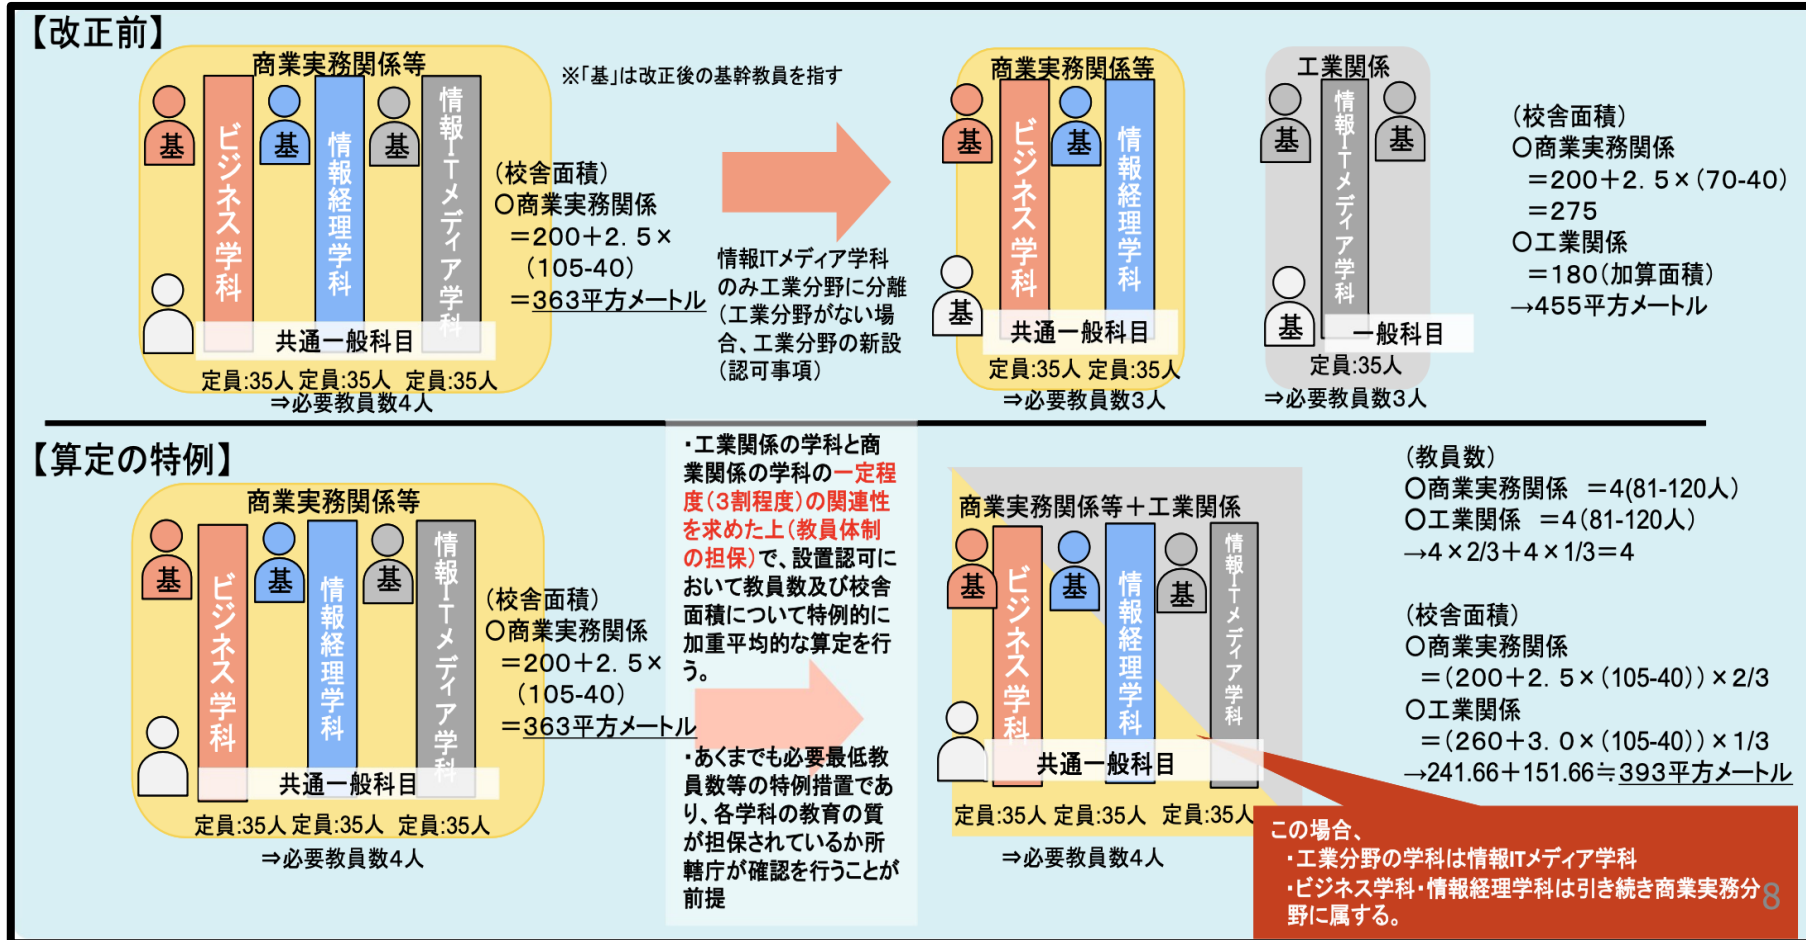 【改正前】
商業実務関係等
基
ビジネス学科
基
情報経理学科
基
情報ITメディア学科
共通一般科目
定員:35人 定員:35人 定員:35人
⇒必要教員数4人
(校舎面積)
○商業実務関係
=200+2.5×
(105-40)
=363平方メートル
※「基」は改正後の基幹教員を指す
情報ITメディア学科
のみ工業分野に分離
(工業分野がない場
合、工業分野の新設
(認可事項)
商業実務関係等
基
ビジネス学科
基
情報経理学科
基
共通一般科目
定員:35人 定員:35人
⇒必要教員数3人
工業関係
基
情報ITメディア学科
基
基
一般科目
定員:35人
⇒必要教員数3人
(校舎面積)
○商業実務関係
=200+2.5×(70-40)
=275
○工業関係
=180(加算面積)
→455平方メートル
【算定の特例】
商業実務関係等
基
ビジネス学科
基
情報経理学科
基
情報ITメディア学科
共通一般科目
定員:35人 定員:35人 定員:35人
⇒必要教員数4人
(校舎面積)
○商業実務関係
=200+2.5×
(105-40)
=363平方メートル
・工業関係の学科と商
業関係の学科の一定程
度(3割程度)の関連性
を求めた上(教員体制
の担保)で、設置認可に
おいて教員数及び校舎
面積について特例的に
加重平均的な算定を行
う。
・あくまでも必要最低教
員数等の特例措置であ
り、各学科の教育の質
が担保されているか所
轄庁が確認を行うことが
前提
商業実務関係等+工業関係
基
ビジネス学科
基
情報経理学科
基
情報ITメディア学科
共通一般科目
定員:35人 定員:35人 定員:35人
⇒必要教員数4人
(教員数)
○商業実務関係 =4(81-120人)
○工業関係 =4(81-120人)
→4×2/3+4×1/3=4
(校舎面積)
○商業実務関係
=(200+2.5×(105-40))×2/3
○工業関係
=(260+3.0×(105-40))×1/3
→241.66+151.66≒393平方メートル
この場合、
・工業分野の学科は情報ITメディア学科
・ビジネス学科・情報経理学科は引き続き商業実務分
野に属する。
8